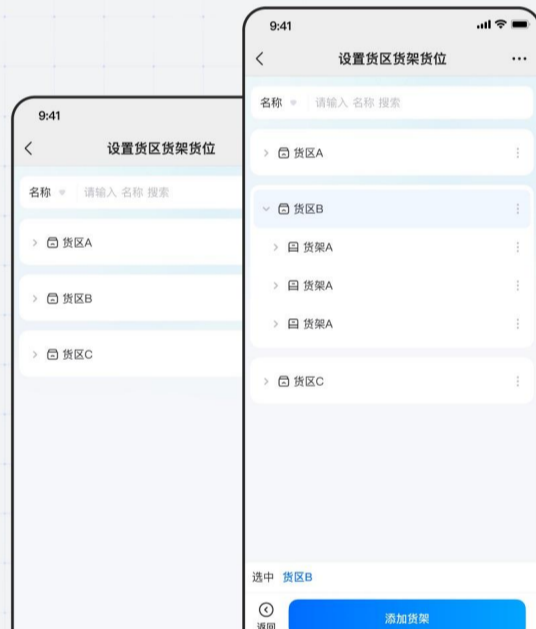 9:41
设置货区货架货位
名称 请输入 名称 搜索
货区A
货区B
货区C
9:41
设置货区货架货位
名称 请输入 名称 搜索
货区A
货区B
货架A
货架A
货架A
货区C
选中 货区B
返回
添加货架